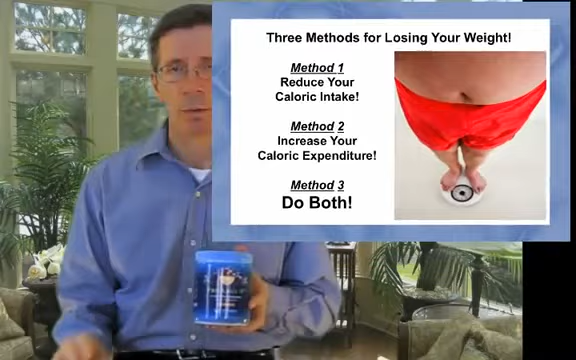 Three Methods for Losing Your Weight!
Method 1
Reduce Your
Caloric Intake!
Method 2
Increase Your
Caloric Expenditure!
Method 3
Do Both!